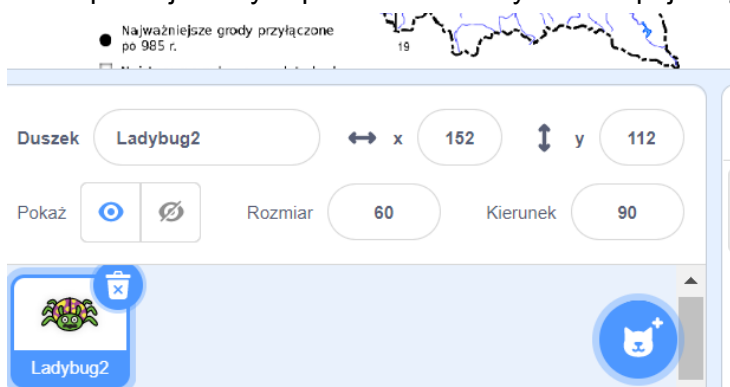 Najważniejsze grody przyłączone
po 985 r.
19
Duszek Ladybug2 x 152 y 112
Pokaż Rozmiar 60 Kierunek 90
Ladybug2